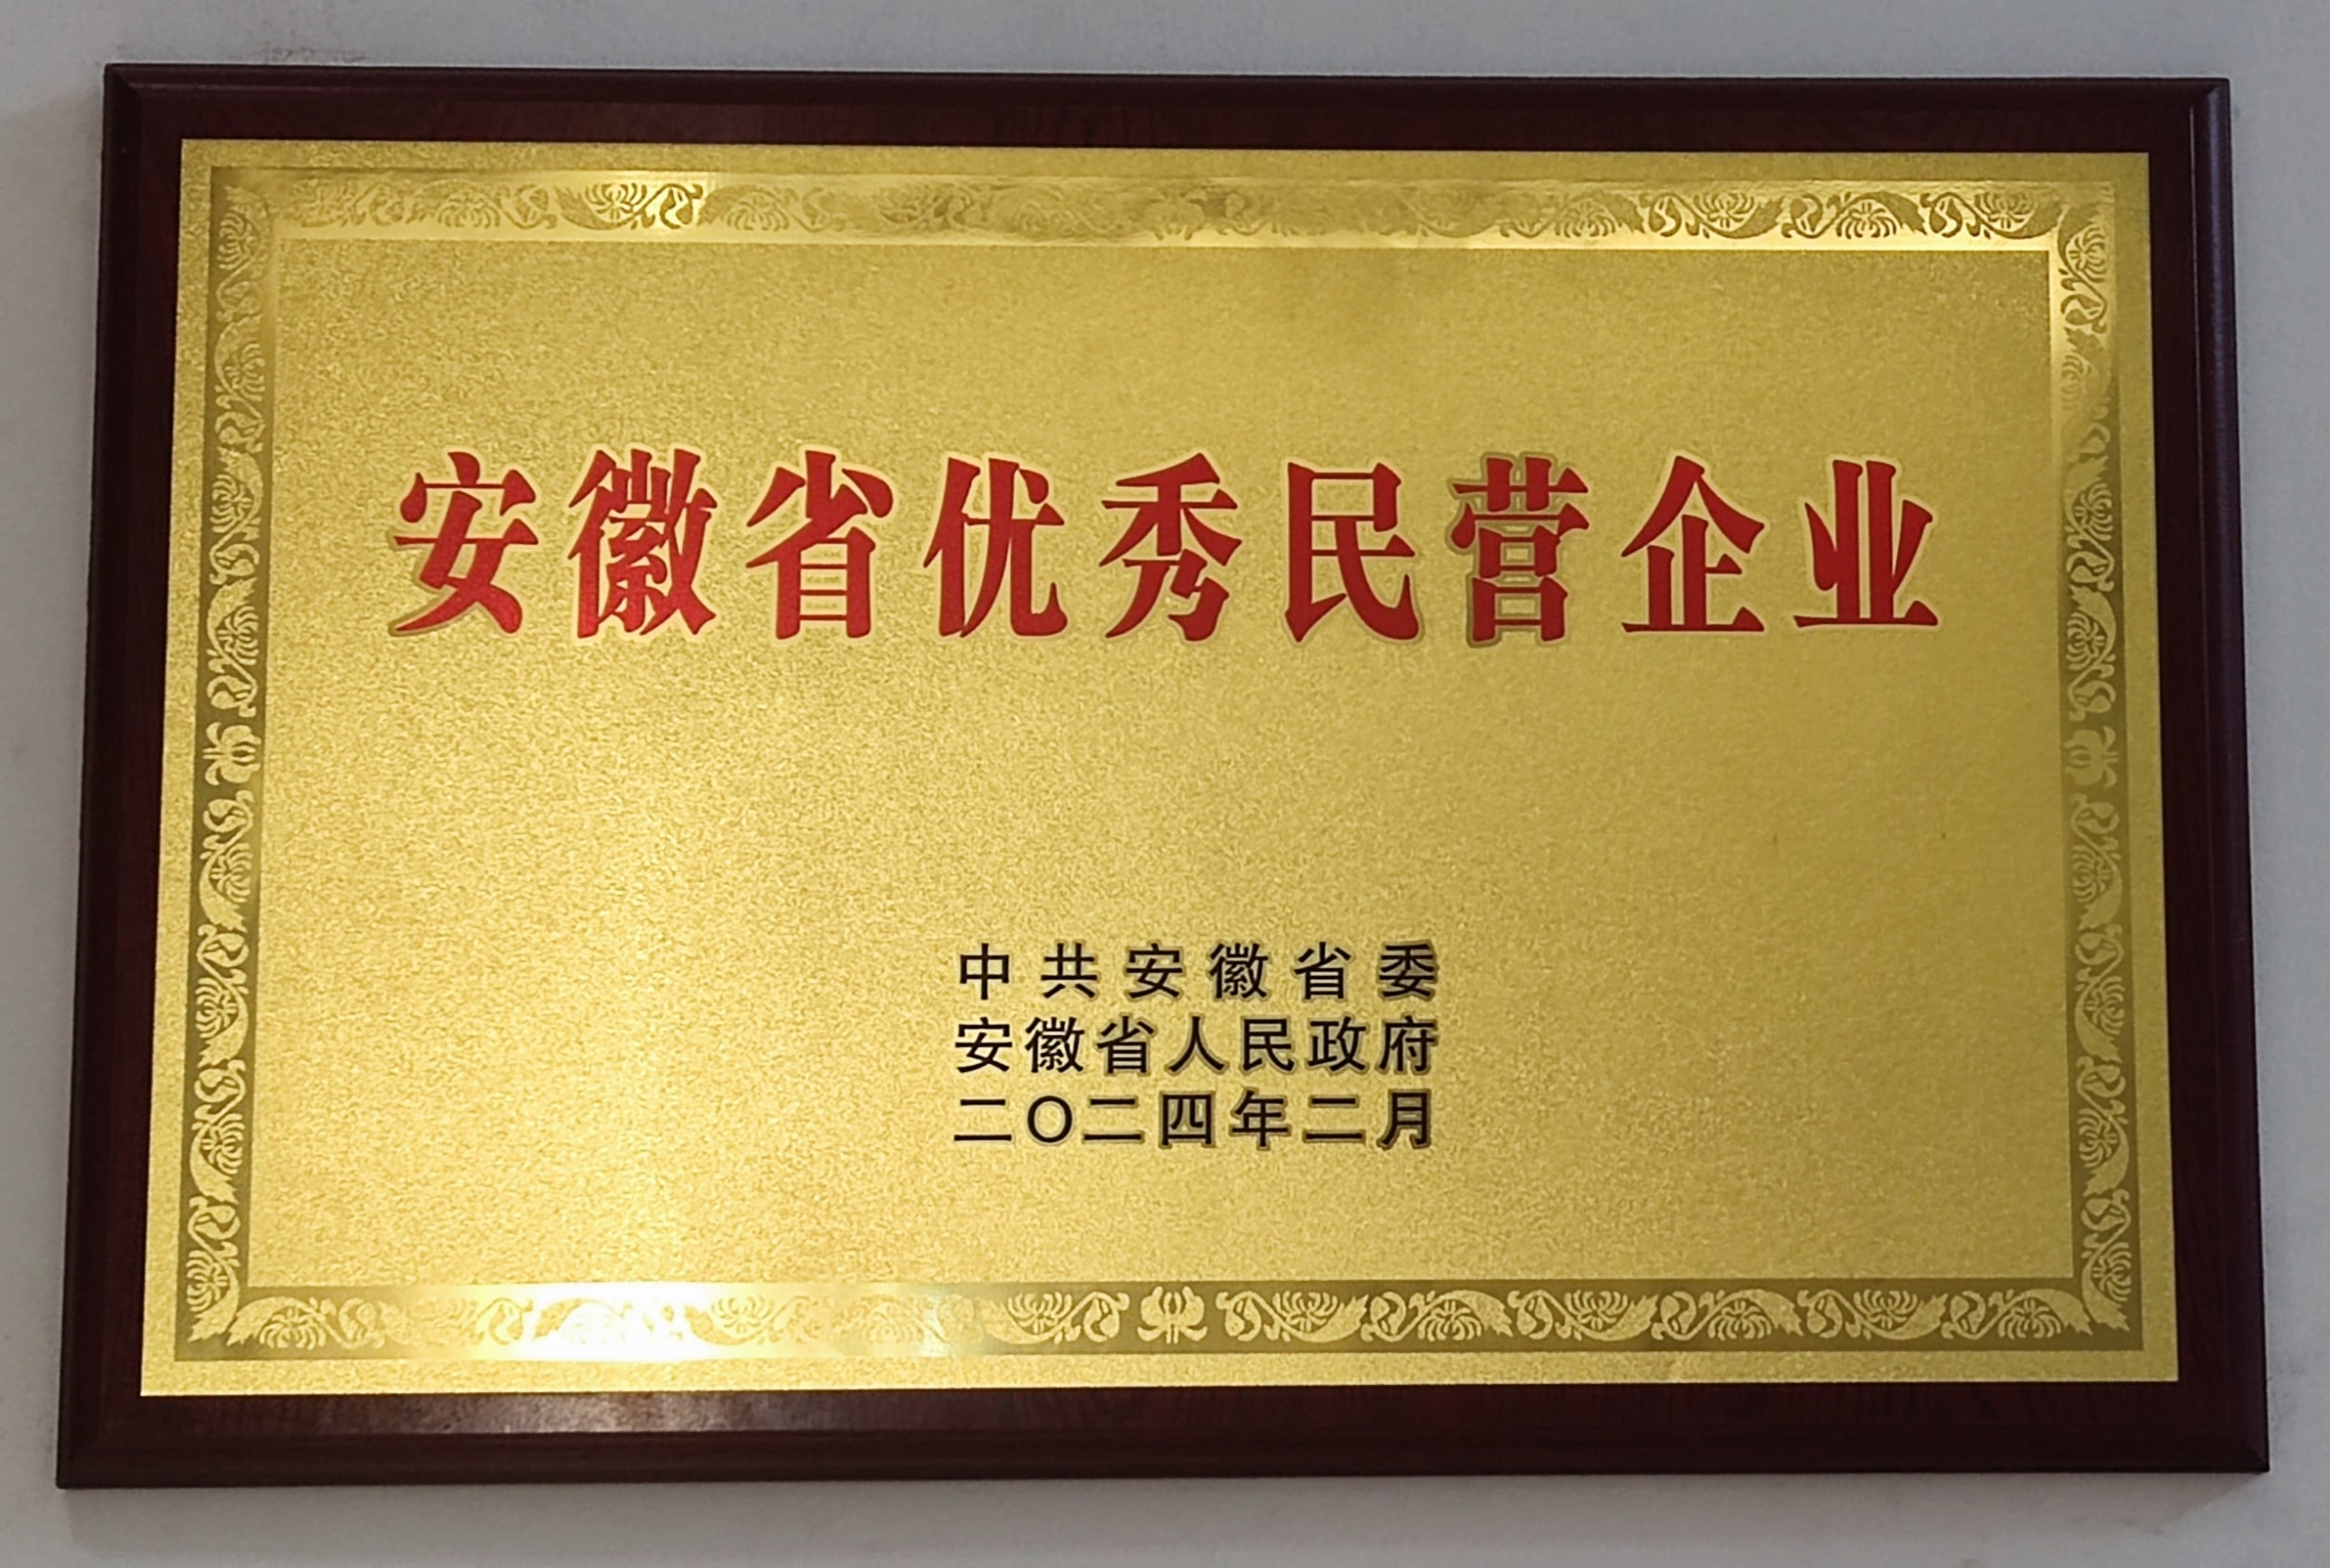 安徽省优秀民营企业
中共安徽省委
安徽省人民政府
二〇二四年二月